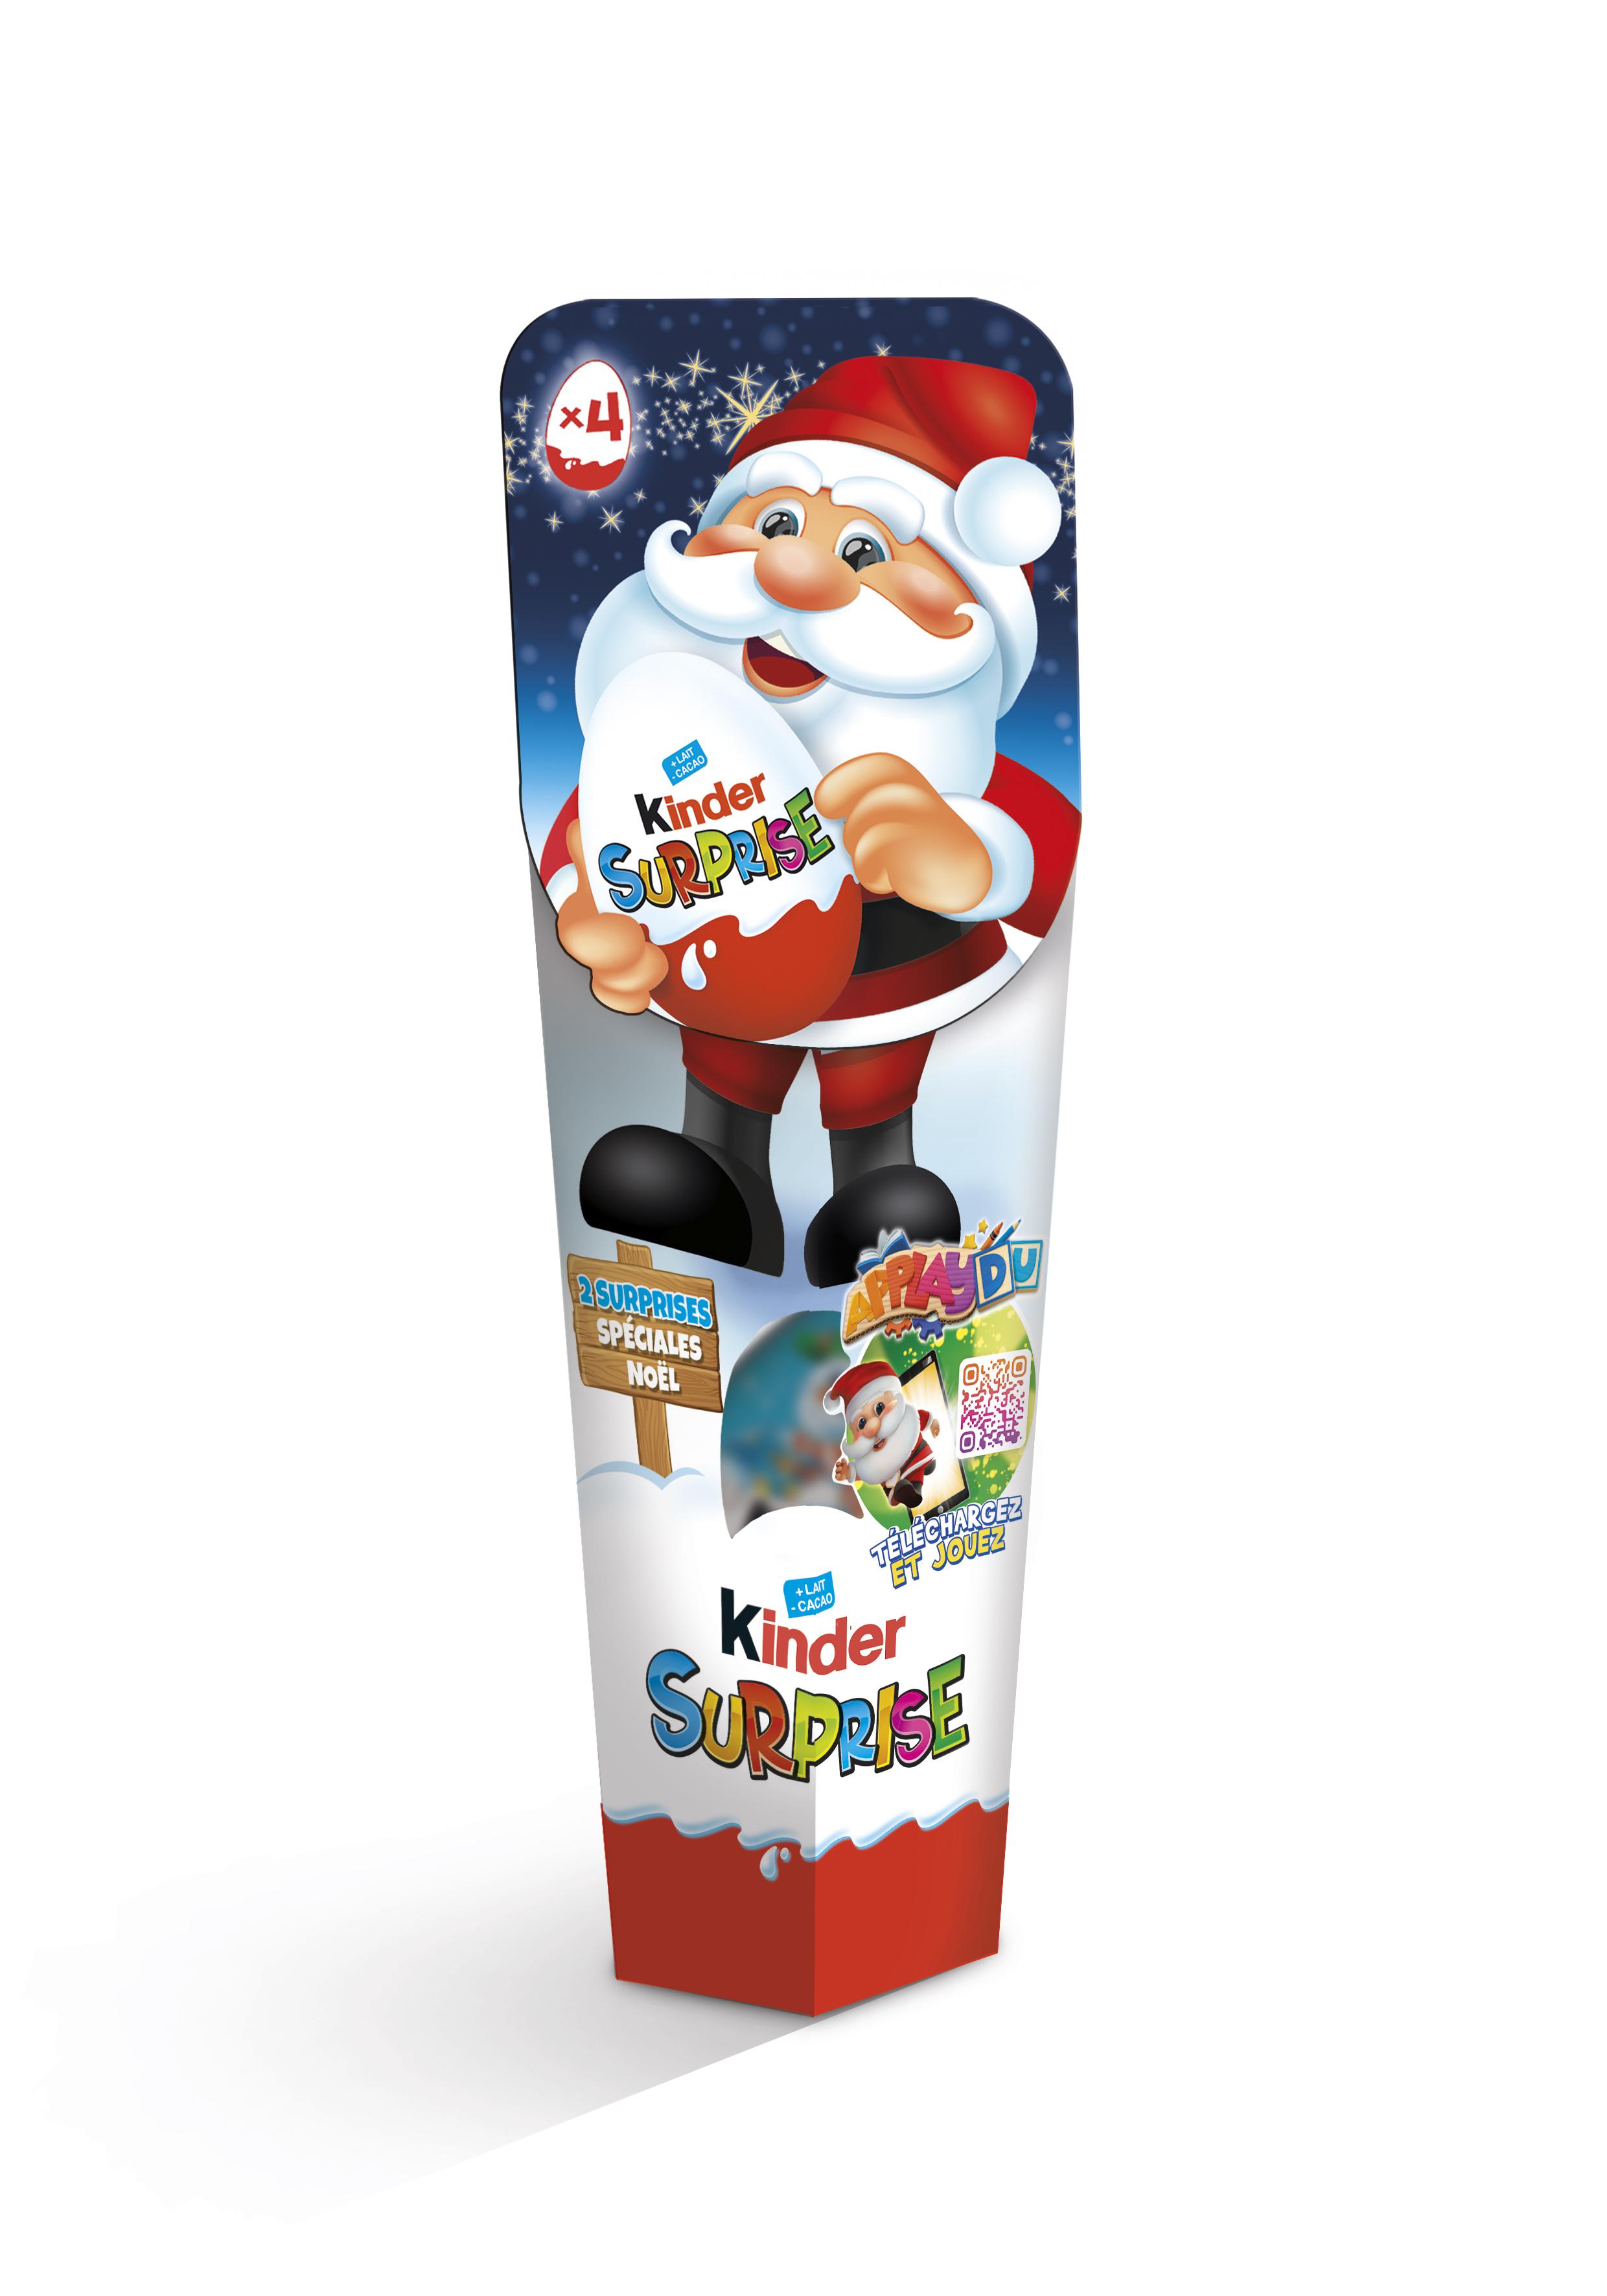 ×4
+ LAIT
- CACAO
Kinder
SURPRISE
APPLAYDU
2 SURPRISES
SPÉCIALES
NOËL
TÉLÉCHARGEZ
ET JOUEZ
+ LAIT
- CACAO
Kinder
SURPRISE